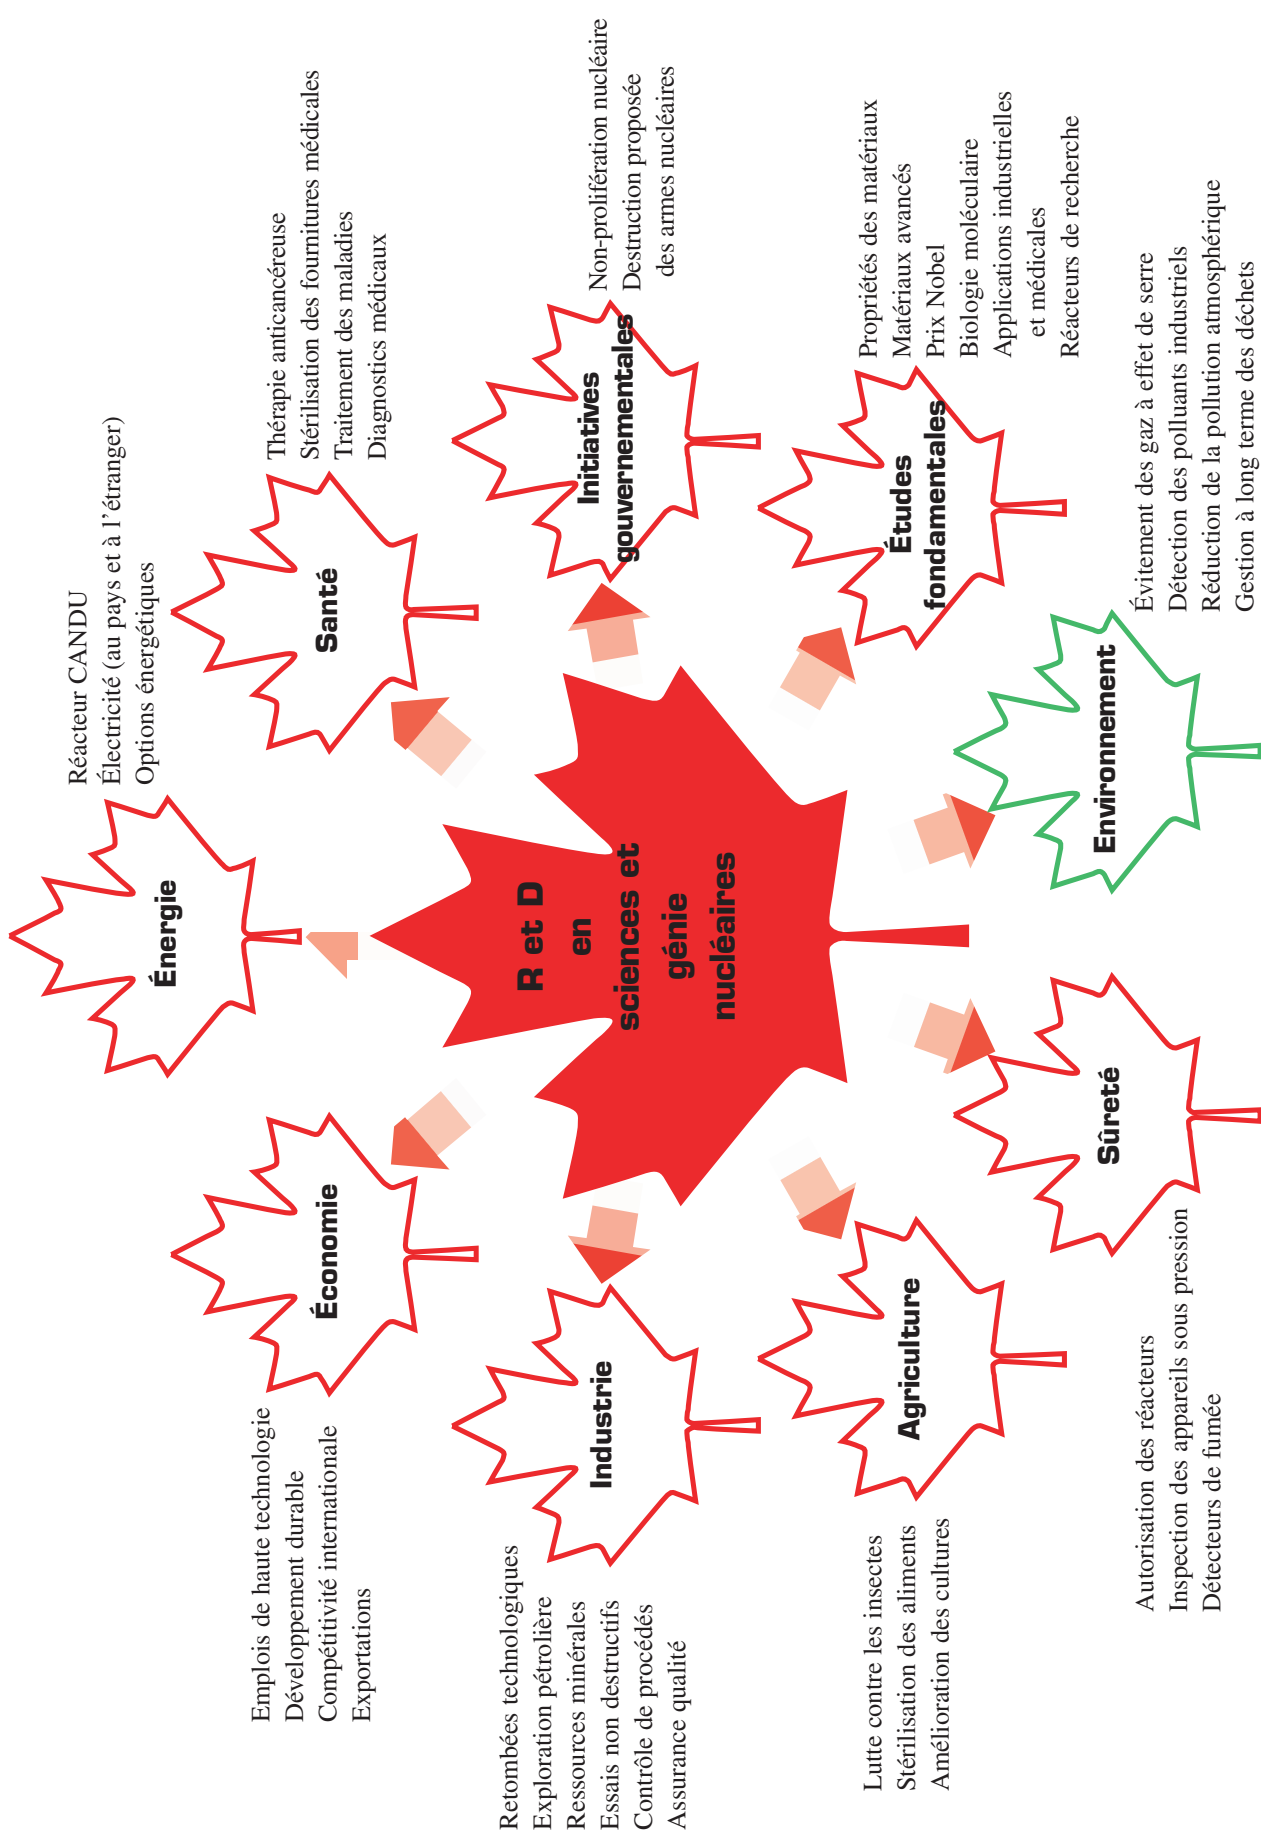 R et D
en
sciences et
génie
nucléaires
Énergie
Réacteur CANDU
Électricité (au pays et à l'étranger)
Options énergétiques
Santé
Thérapie anticancéreuse
Stérilisation des fournitures médicales
Traitement des maladies
Diagnostics médicaux
Initiatives
gouvernementales
Non-prolifération nucléaire
Destruction proposée
des armes nucléaires
Études
fondamentales
Propriétés des matériaux
Matériaux avancés
Prix Nobel
Biologie moléculaire
Applications industrielles
et médicales
Réacteurs de recherche
Environnement
Évitement des gaz à effet de serre
Détection des polluants industriels
Réduction de la pollution atmosphérique
Gestion à long terme des déchets
Sûreté
Autorisation des réacteurs
Inspection des appareils sous pression
Détecteurs de fumée
Agriculture
Lutte contre les insectes
Stérilisation des aliments
Amélioration des cultures
Industrie
Retombées technologiques
Exploration pétrolière
Ressources minérales
Essais non destructifs
Contrôle de procédés
Assurance qualité
Économie
Emplois de haute technologie
Développement durable
Compétitivité internationale
Exportations